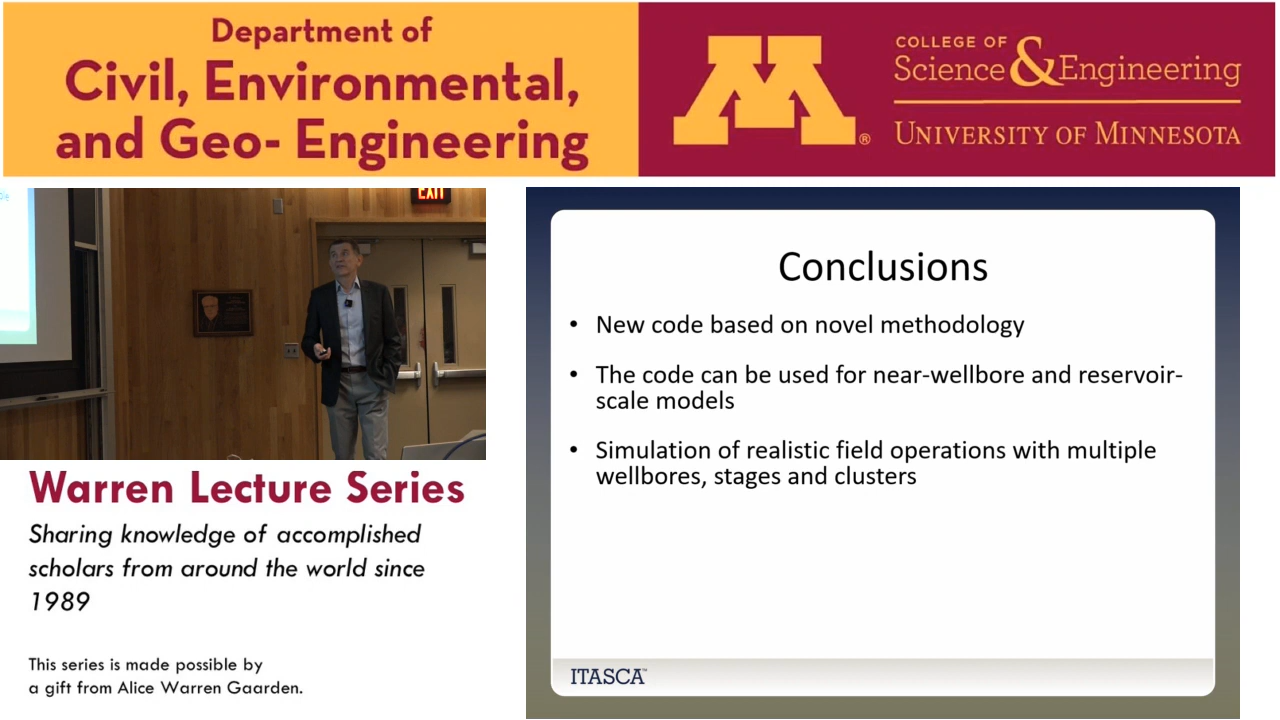 Department of
Civil, Environmental,
and Geo- Engineering
COLLEGE OF
Science & Engineering
UNIVERSITY OF MINNESOTA
M®
EXIT
Conclusions
• New code based on novel methodology
• The code can be used for near-wellbore and reservoir-
scale models
• Simulation of realistic field operations with multiple
wellbores, stages and clusters
ITASCA™
Warren Lecture Series
Sharing knowledge of accomplished
scholars from around the world since
1989
This series is made possible by
a gift from Alice Warren Gaarden.